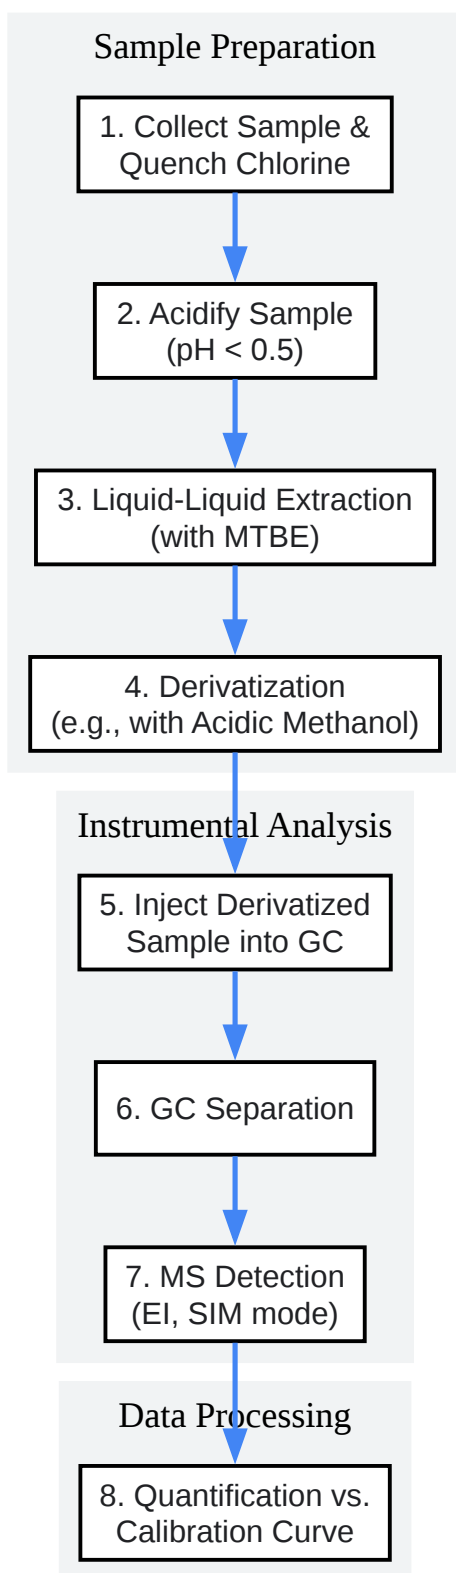 Sample Preparation
1. Collect Sample &
Quench Chlorine
2. Acidify Sample
(pH < 0.5)
3. Liquid-Liquid Extraction
(with MTBE)
4. Derivatization
(e.g., with Acidic Methanol)
Instrumental Analysis
5. Inject Derivatized
Sample into GC
6. GC Separation
7. MS Detection
(EI, SIM mode)
Data Processing
8. Quantification vs.
Calibration Curve